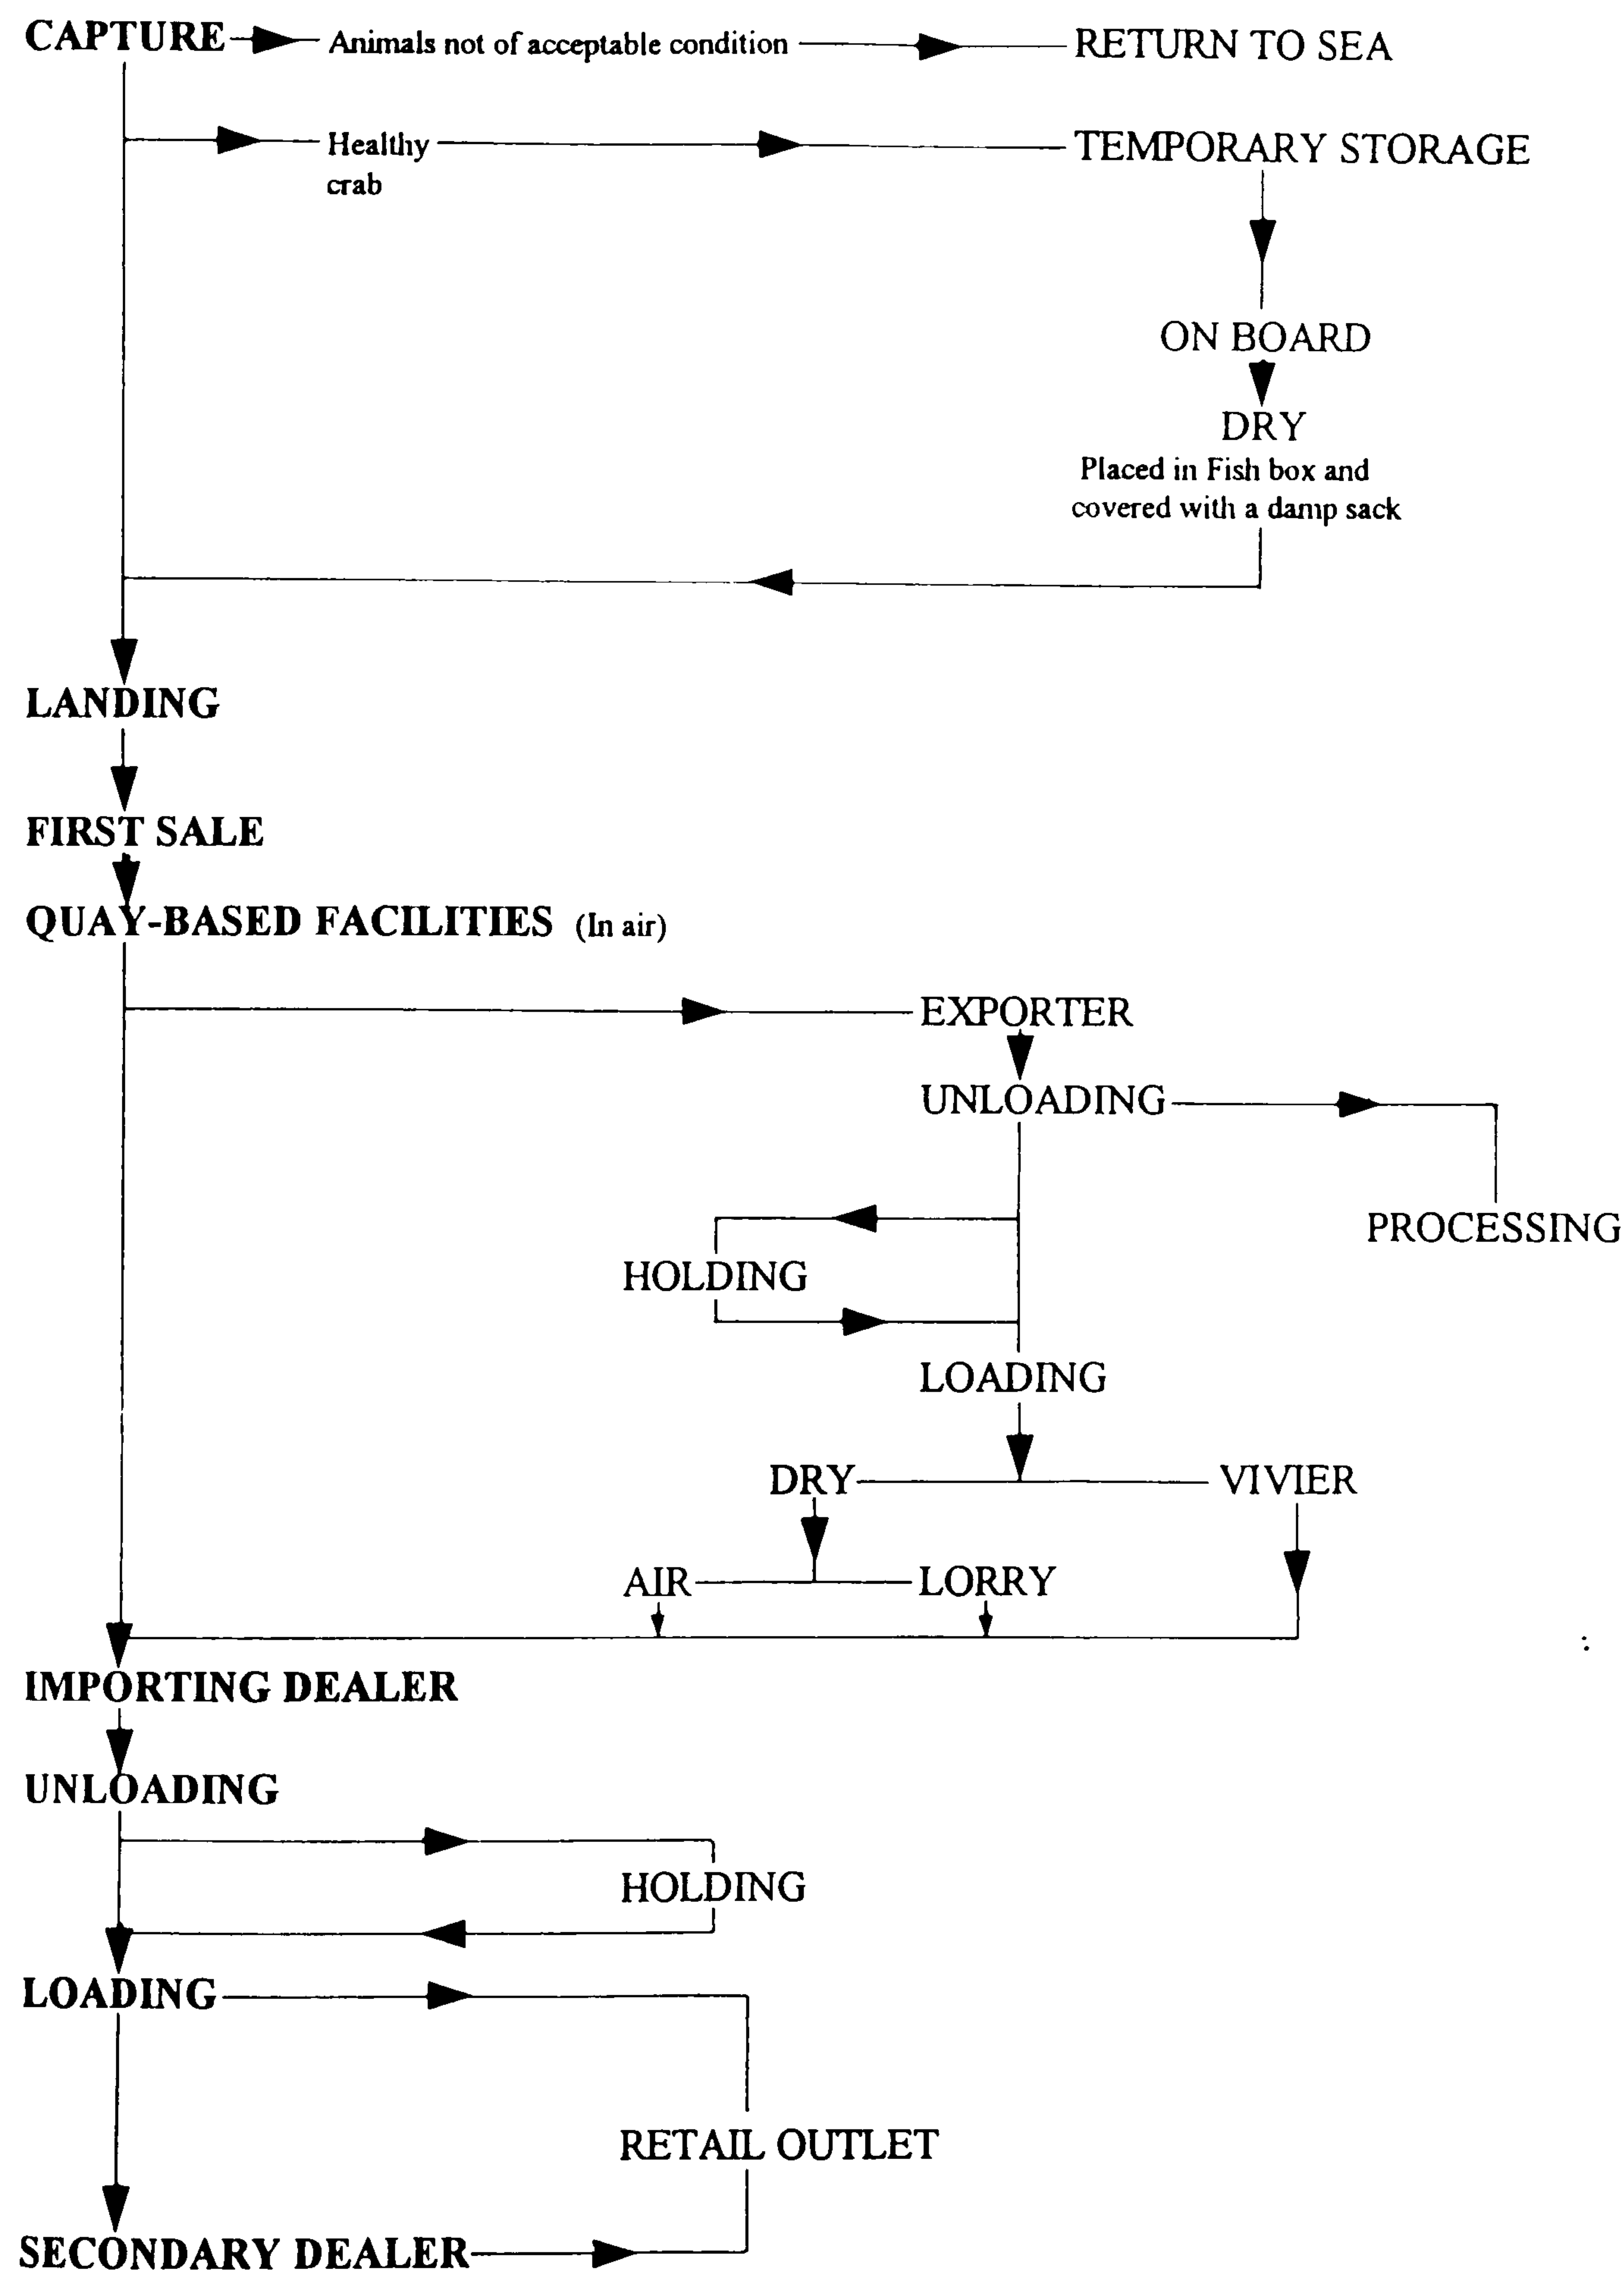 CAPTURE
Animals not of acceptable condition
RETURN TO SEA
Healthy
crab
TEMPORARY STORAGE
ON BOARD
DRY
Placed in Fish box and
covered with a damp sack
LANDING
FIRST SALE
QUAY-BASED FACILITIES (In air)
EXPORTER
UNLOADING
PROCESSING
HOLDING
LOADING
DRY
VIVIER
AIR
LORRY
IMPORTING DEALER
UNLOADING
HOLDING
LOADING
RETAIL OUTLET
SECONDARY DEALER